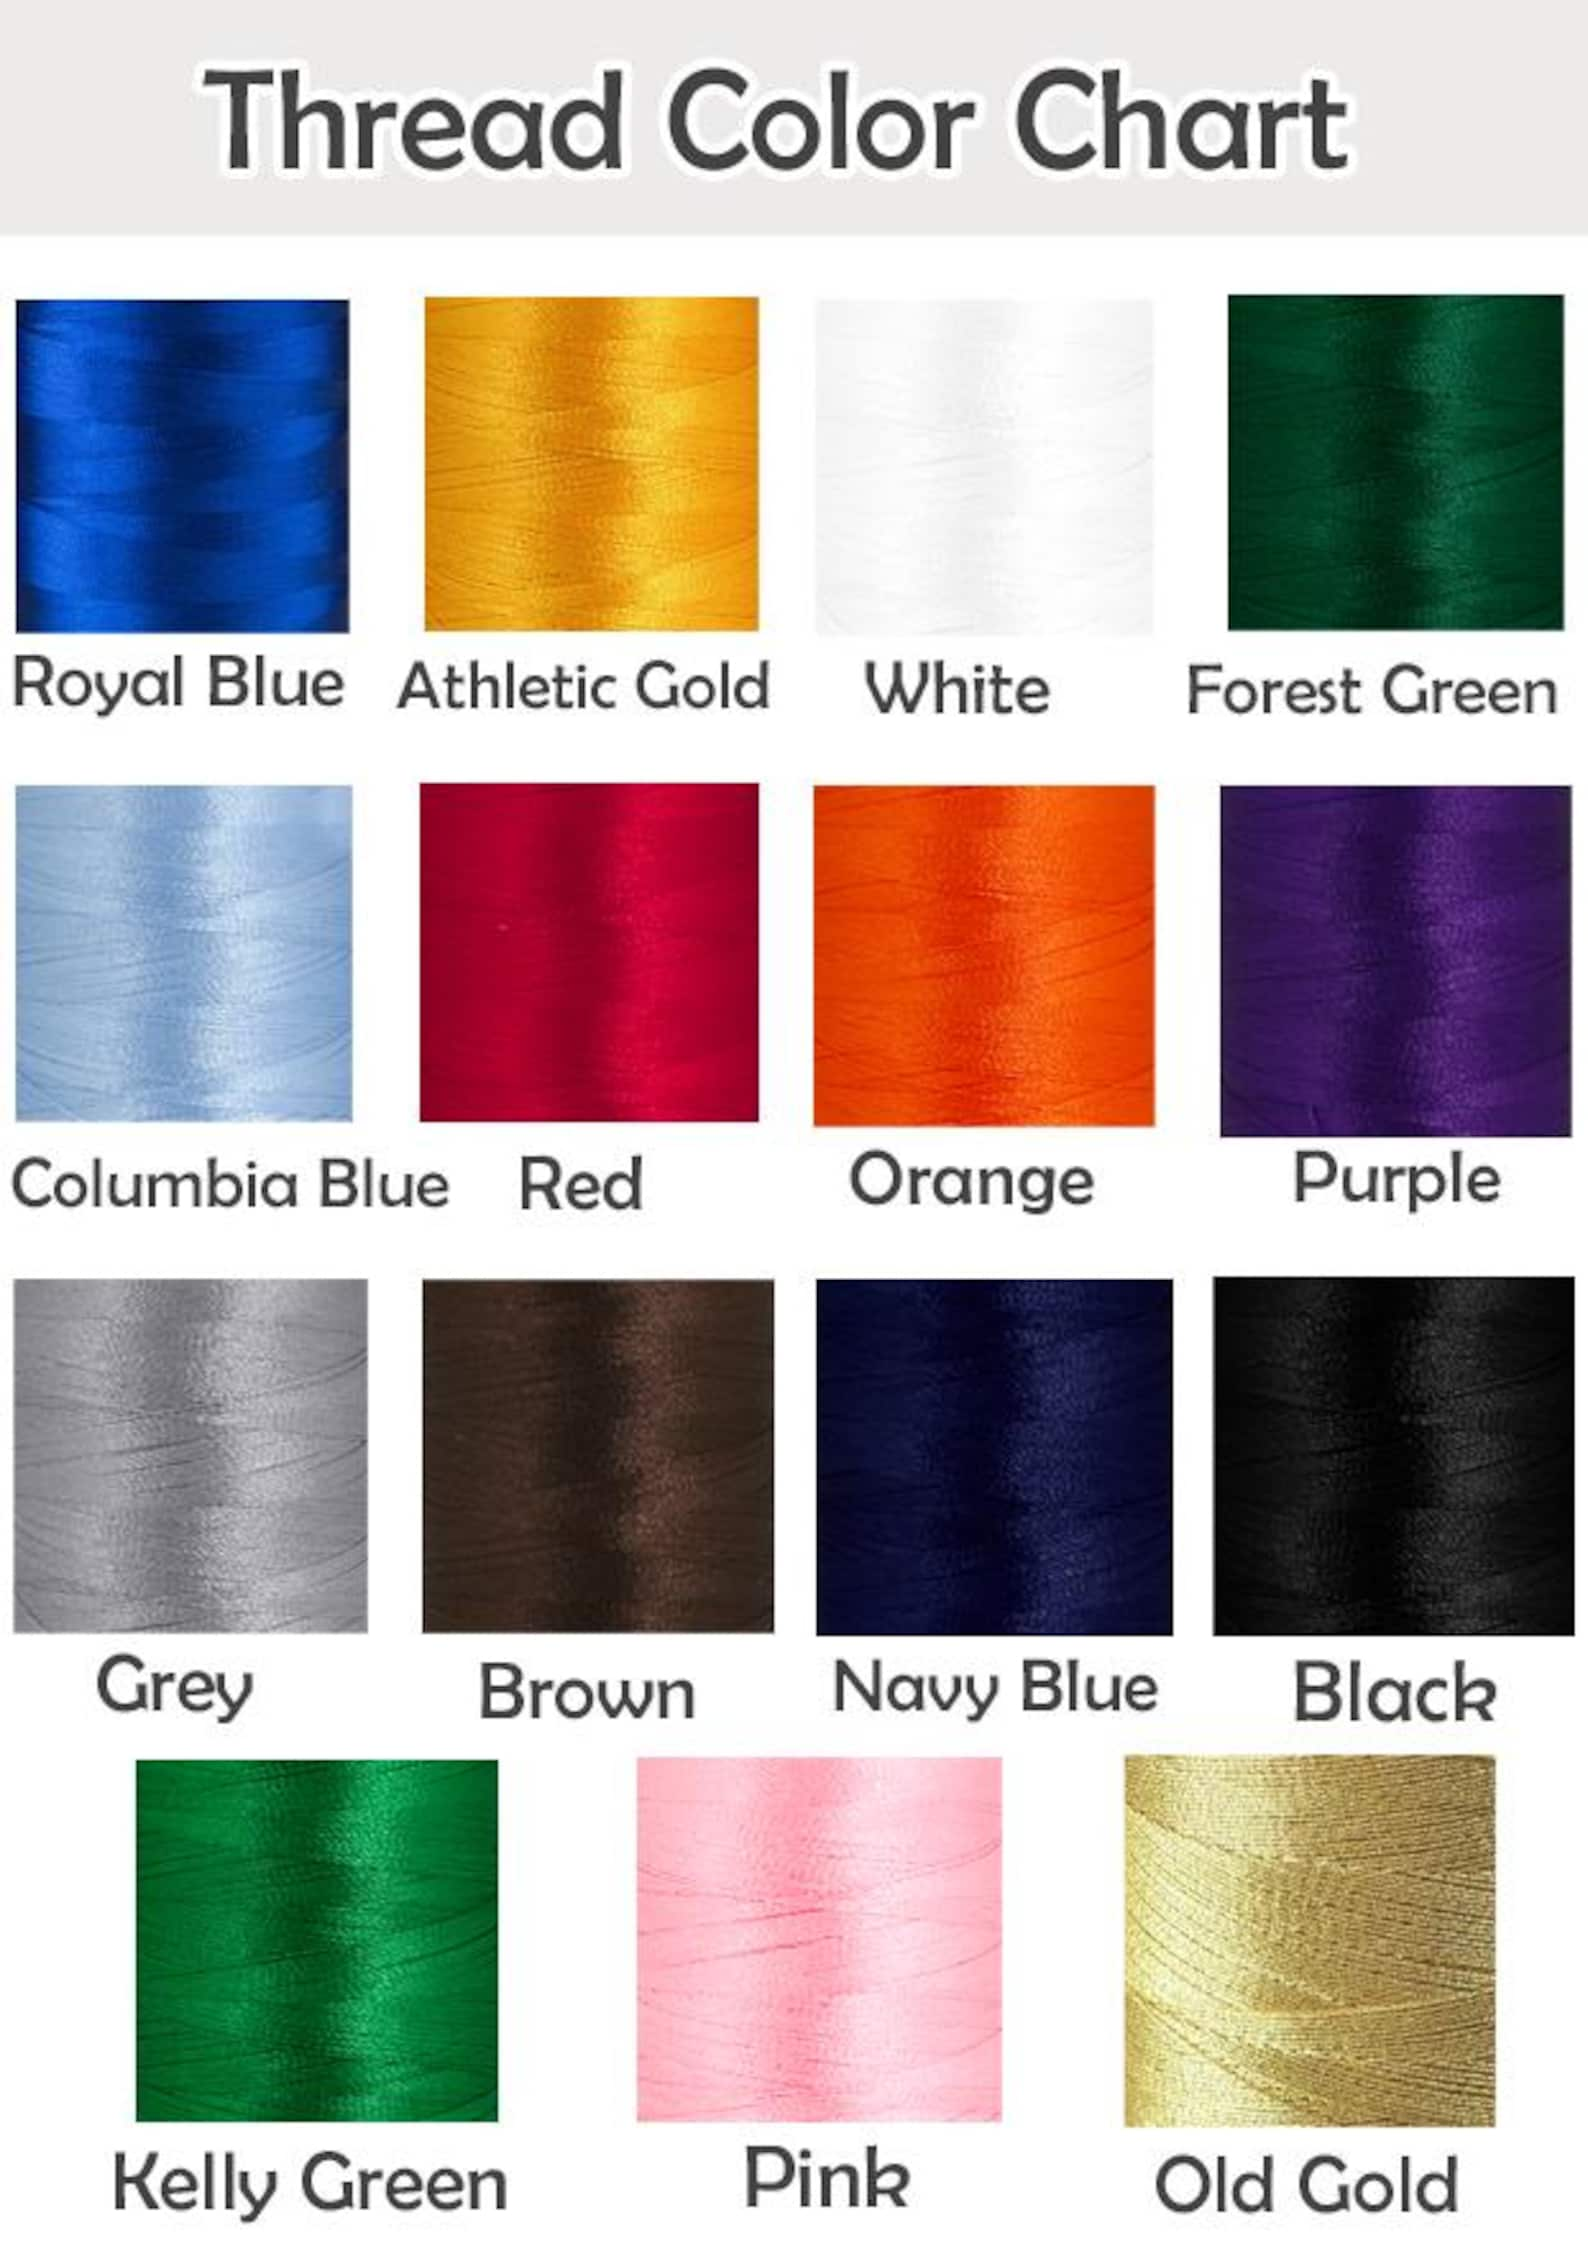 Thread Color Chart
Royal Blue
Athletic Gold
White
Forest Green
Columbia Blue
Red
Orange
Purple
Grey
Brown
Navy Blue
Black
Kelly Green
Pink
Old Gold